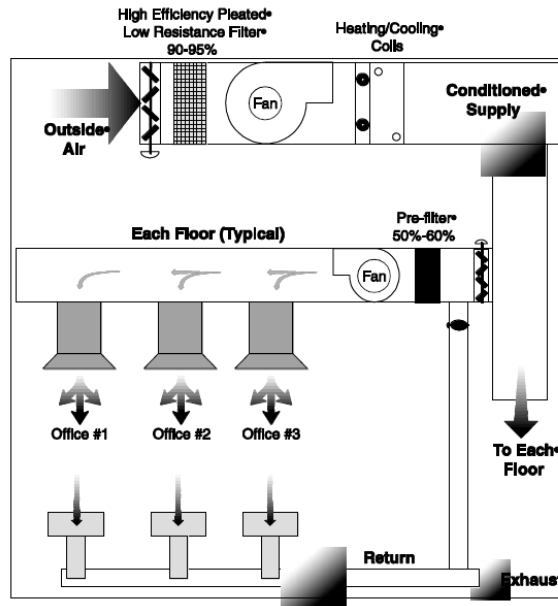 High Efficiency Pleated•
Low Resistance Filter•
90-95%
Heating/Cooling•
Coils
Fan
Outside•
Air
Conditioned•
Supply
Each Floor (Typical)
Pre-filter•
50%-60%
Fan
Office #1
Office #2
Office #3
To Each•
Floor
Return
Exhaust